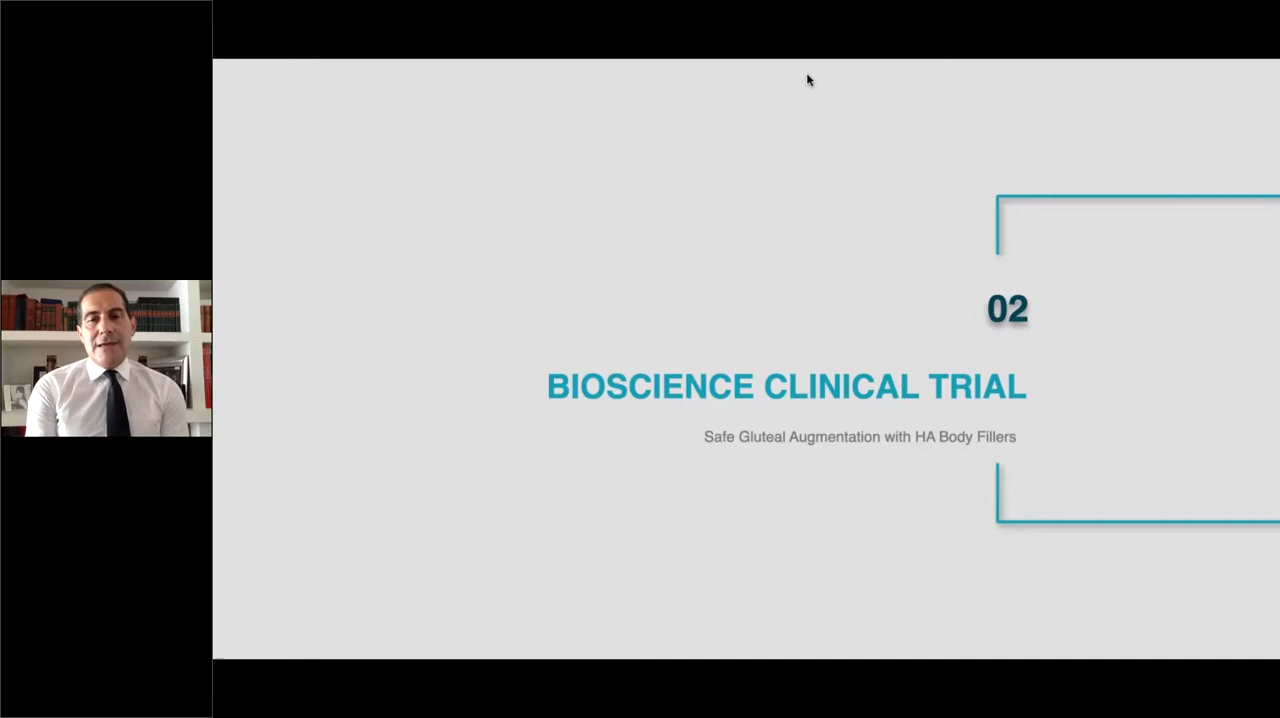 02
BIOSCIENCE CLINICAL TRIAL
Safe Gluteal Augmentation with HA Body Fillers